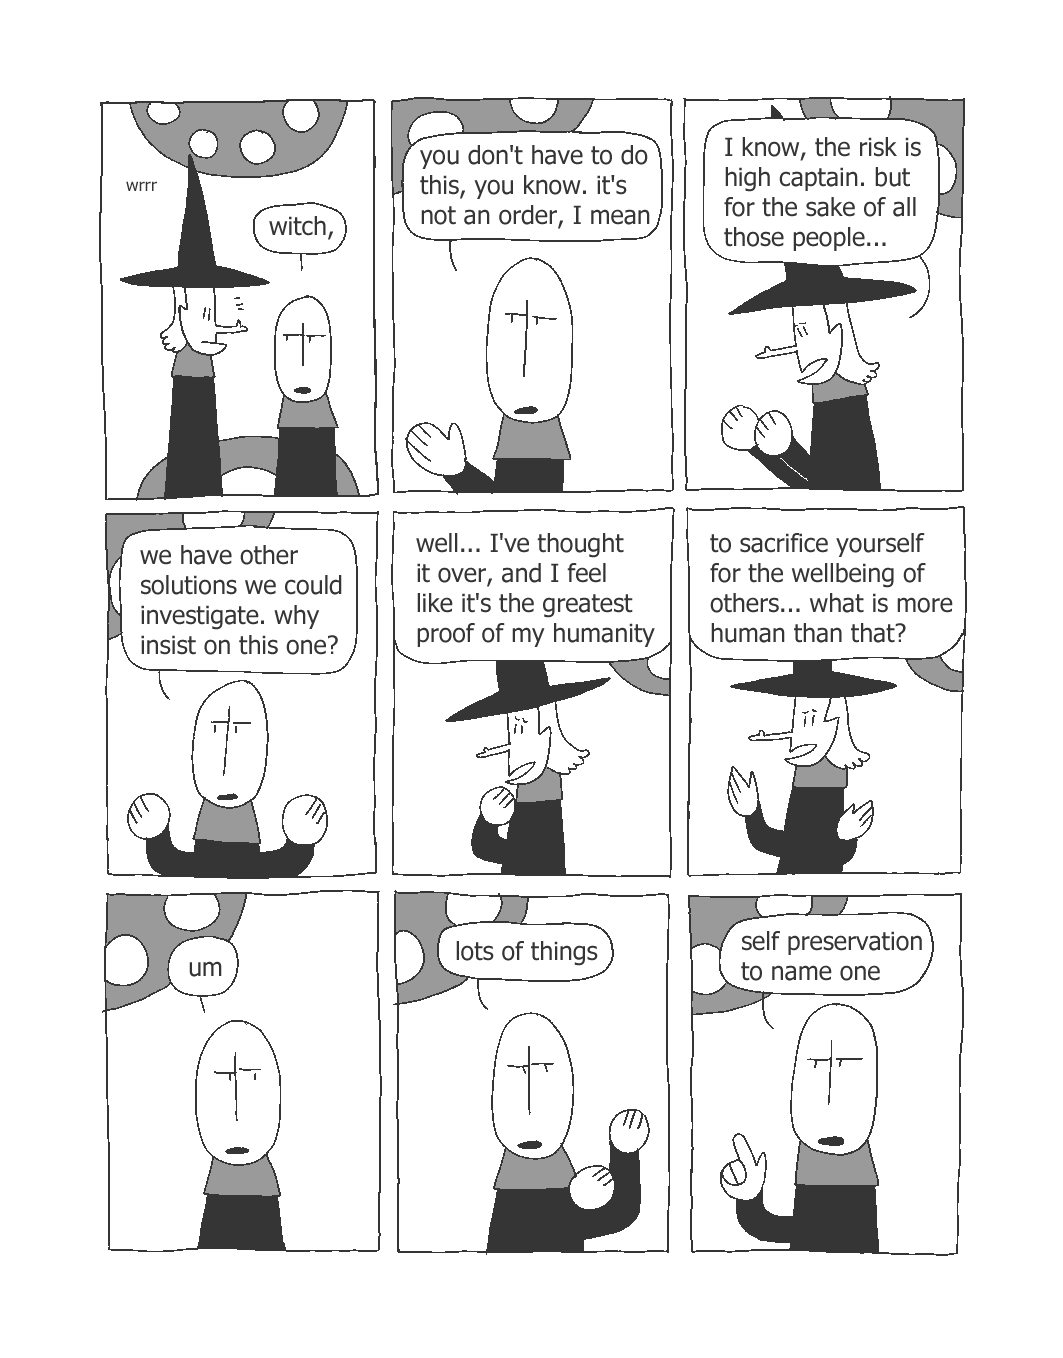 wrrr
witch,
you don't have to do
this, you know. it's
not an order, I mean
I know, the risk is
high captain. but
for the sake of all
those people...
we have other
solutions we could
investigate. why
insist on this one?
well... I've thought
it over, and I feel
like it's the greatest
proof of my humanity
to sacrifice yourself
for the wellbeing of
others... what is more
human than that?
um
lots of things
self preservation
to name one